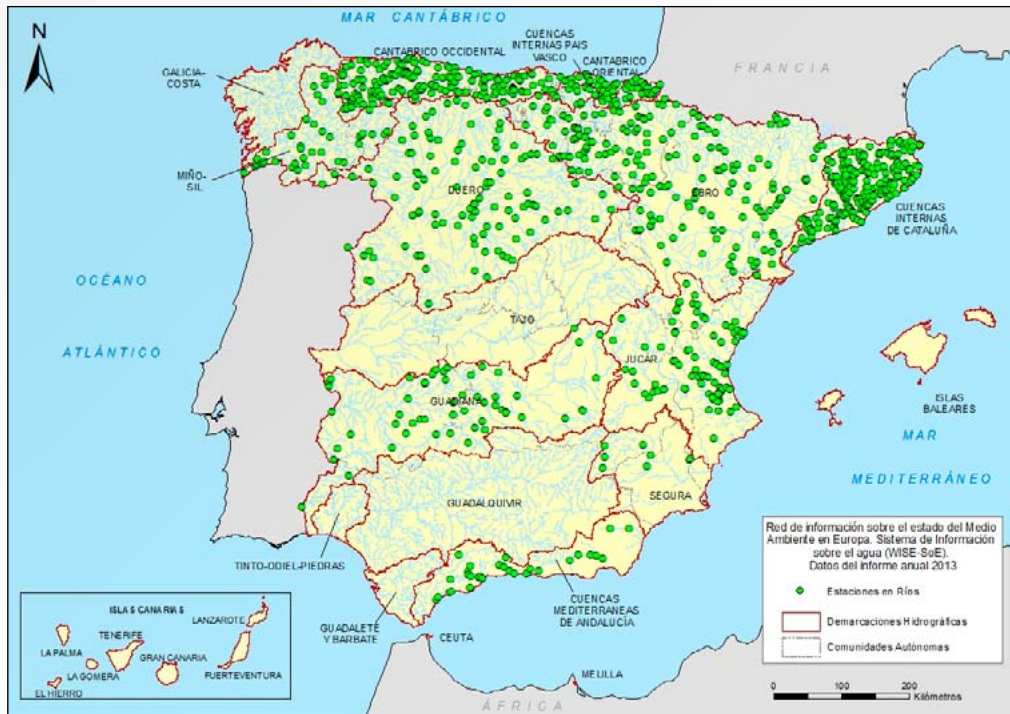 N
MAR CANTÁBRICO
CANTABRICO OCCIDENTAL
CUENCAS
INTERNAS PAIS
VASCO
CANTABRICO
ORIENTAL
FRANCIA
GALICIA-
COSTA
MIÑO-
SIL
DUERO
EBRO
CUENCAS
INTERNAS
DE CATALUÑA
OCÉANO
ATLÁNTICO
TAJO
JUCAR
GUADIANA
ISLAS
BALEARES
MAR
MEDITERRÁNEO
GUADALQUIVIR
SEGURA
TINTO-ODIEL-PIEDRAS
GUADALETE
Y BARBATE
CUENCAS
MEDITERRANEAS
DE ANDALUCÍA
CEUTA
MELILLA
ÁFRICA
ISLAS CANARIAS
LANZAROTE
TENERIFE
LA PALMA
GRAN CANARIA
LA GOMERA
FUERTEVENTURA
EL HIERRO
Red de información sobre el estado del Medio
Ambiente en Europa. Sistema de Información
sobre el agua (WISE-SoE).
Datos del informe anual 2013
Estaciones en Ríos
Demarcaciones Hidrográficas
Comunidades Autónomas
0 100 200
Kilómetros